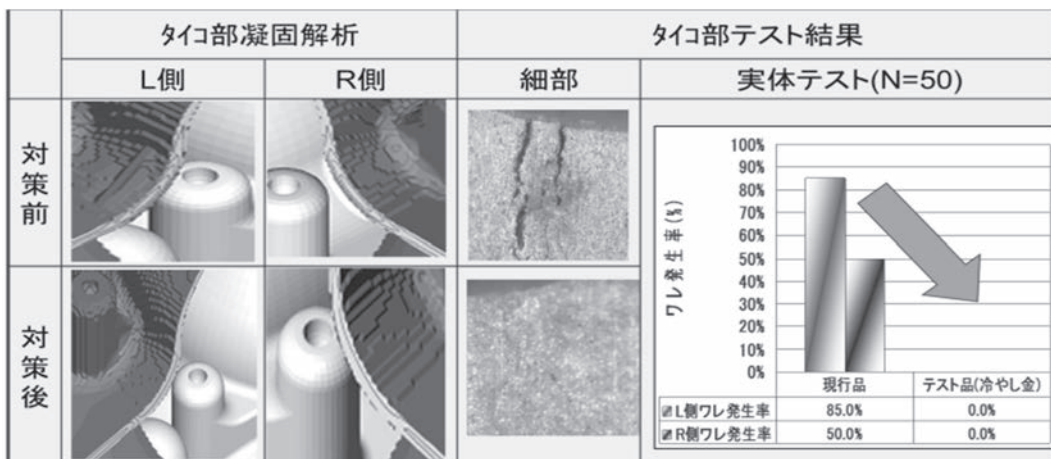 タイコ部凝固解析
タイコ部テスト結果
L側
R側
細部
実体テスト(N=50)
対策前
対策後
ワレ発生率(%)
100%
90%
80%
70%
60%
50%
40%
30%
20%
10%
0%
現行品 テスト品(冷やし金)
L側ワレ発生率 85.0% 0.0%
R側ワレ発生率 50.0% 0.0%